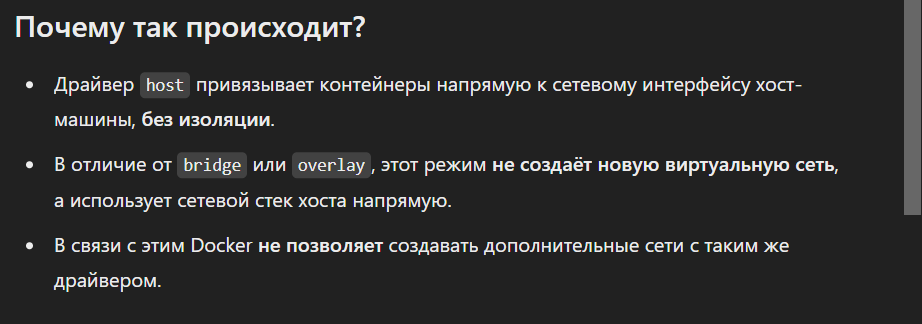 Почему так происходит?
• Драйвер host привязывает контейнеры напрямую к сетевому интерфейсу хост-
машины, без изоляции.
• В отличие от bridge или overlay, этот режим не создаёт новую виртуальную сеть,
а использует сетевой стек хоста напрямую.
• В связи с этим Docker не позволяет создавать дополнительные сети с таким же
драйвером.